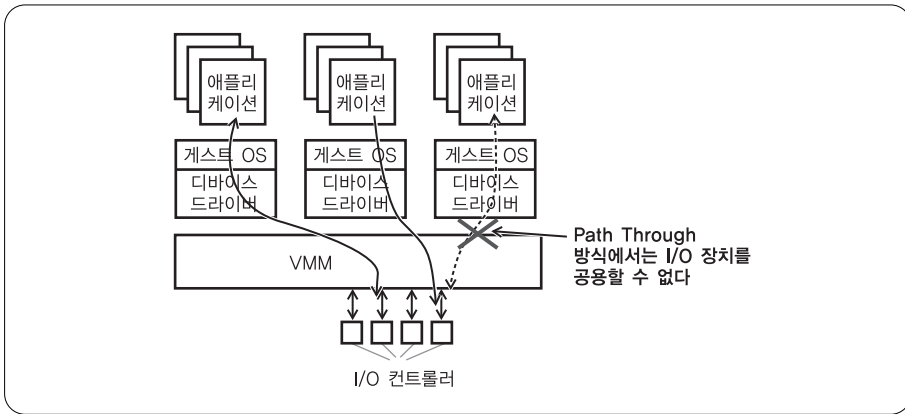 애플리
케이션
애플리
케이션
애플리
케이션
게스트 OS
게스트 OS
게스트 OS
디바이스
드라이버
디바이스
드라이버
디바이스
드라이버
VMM
Path Through
방식에서는 I/O 장치를
공용할 수 없다
I/O 컨트롤러